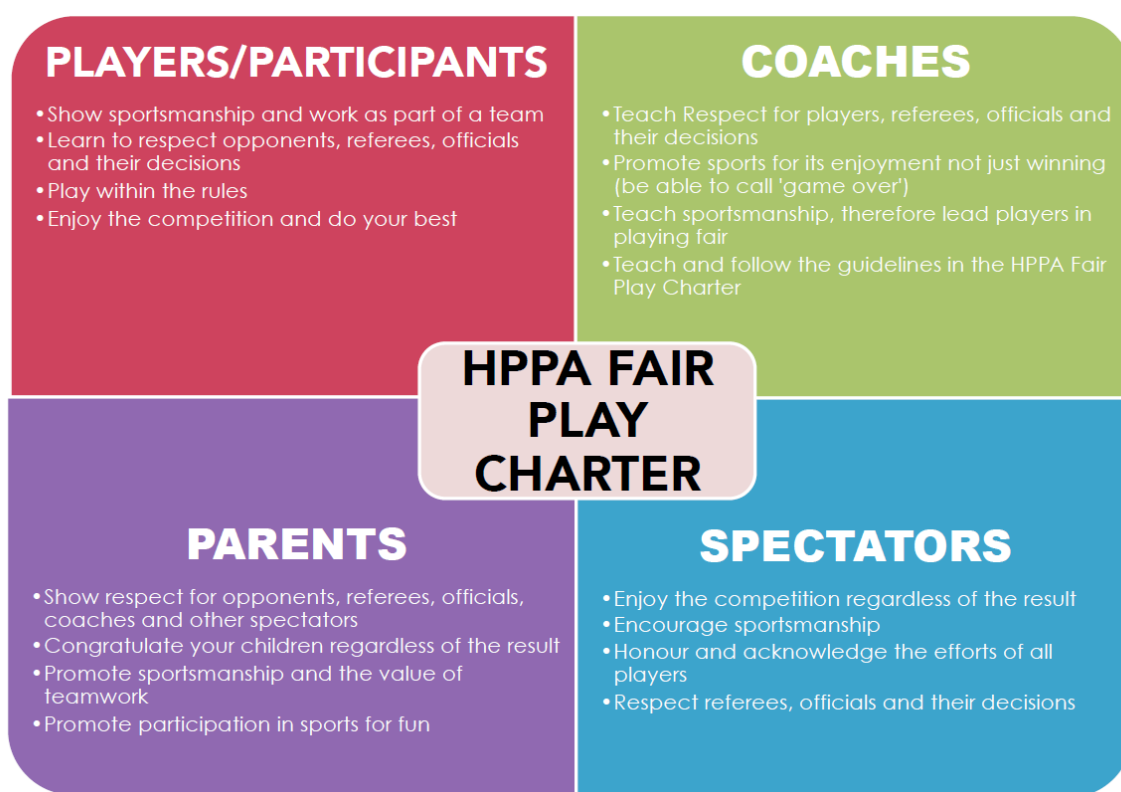 PLAYERS/PARTICIPANTS
•Show sportsmanship and work as part of a team
•Learn to respect opponents, referees, officials
and their decisions
•Play within the rules
•Enjoy the competition and do your best
COACHES
•Teach Respect for players, referees, officials and
their decisions
•Promote sports for its enjoyment not just winning
(be able to call 'game over')
•Teach sportsmanship, therefore lead players in
playing fair
•Teach and follow the guidelines in the HPPA Fair
Play Charter
HPPA FAIR
PLAY
CHARTER
PARENTS
•Show respect for opponents, referees, officials,
coaches and other spectators
•Congratulate your children regardless of the result
•Promote sportsmanship and the value of
teamwork
•Promote participation in sports for fun
SPECTATORS
•Enjoy the competition regardless of the result
•Encourage sportsmanship
•Honour and acknowledge the efforts of all
players
•Respect referees, officials and their decisions